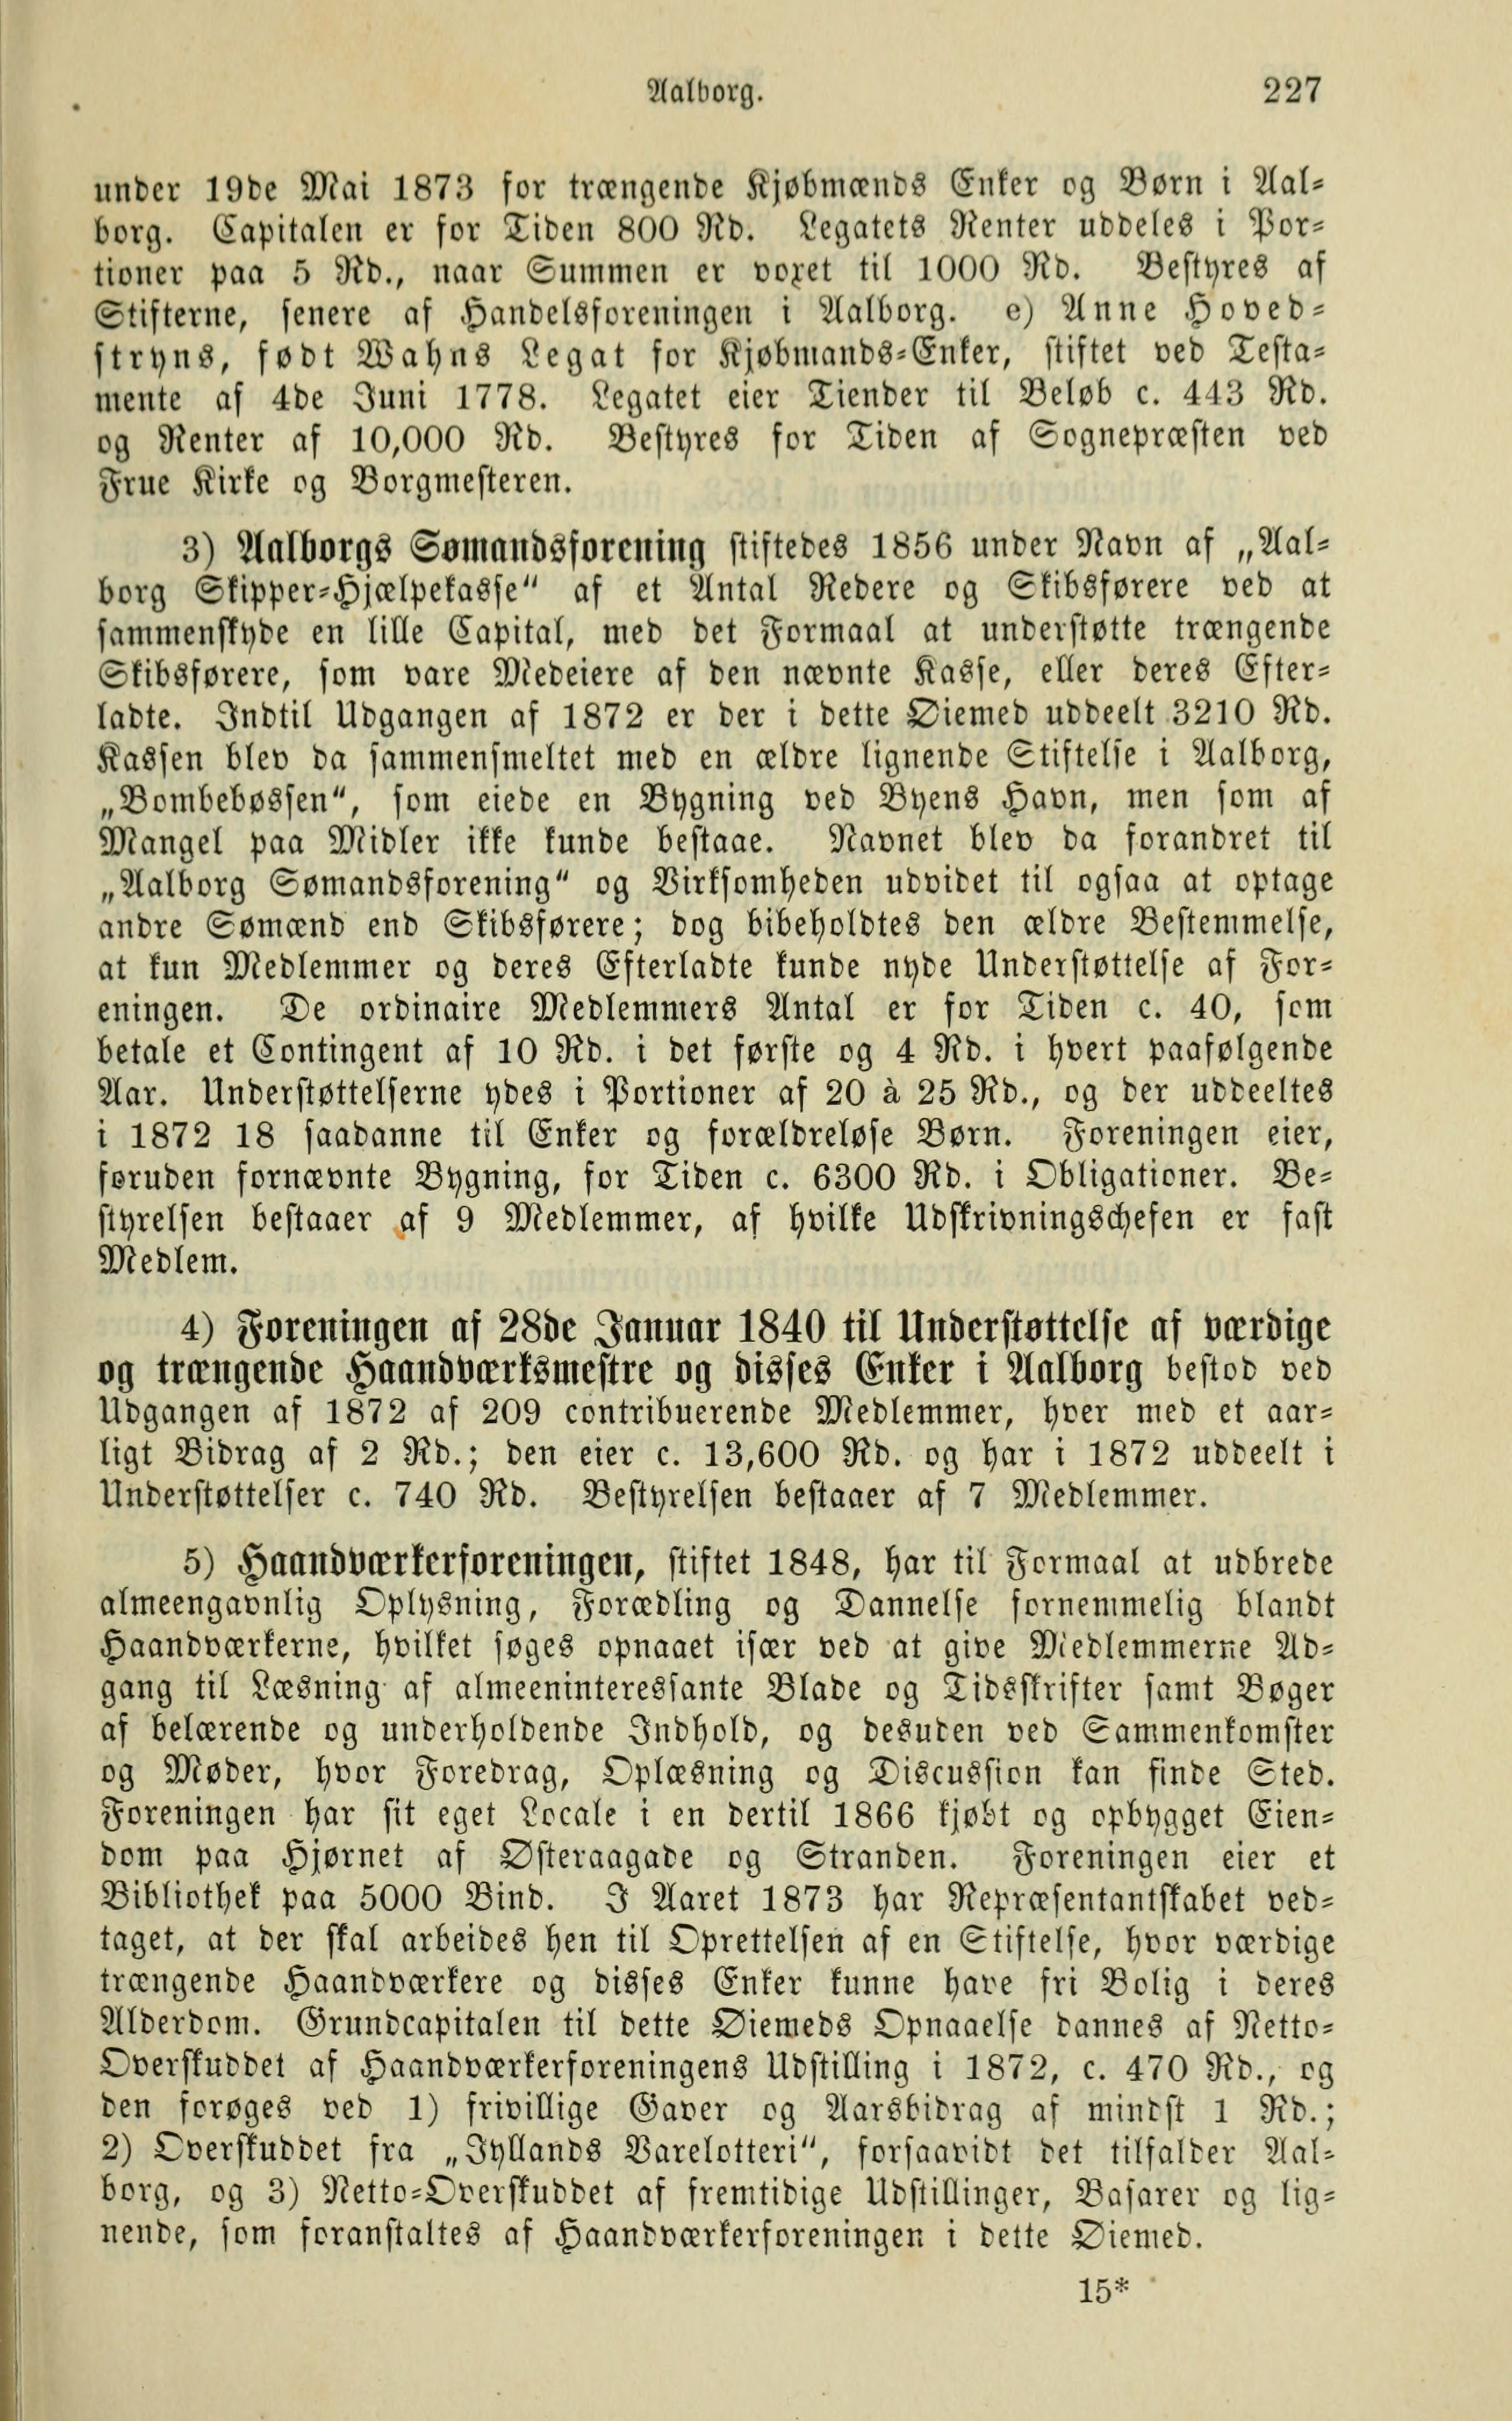 Aalborg. 227
under 19de Mai 1873 for trængende Kjøbmænds Enker og Børn i Aal=
borg. Capitalen er for Tiden 800 Rd. Legatets Renter uddeles i Por=
tioner paa 5 Rd., naar Summen er voxet til 1000 Rd. Bestyres af
Stifterne, senere af Handelsforeningen i Aalborg. e) Anne Hoved=
stryns, født Wahns Legat for Kjøbmands=Enker, stiftet ved Testa=
mente af 4de Juni 1778. Legatet eier Tiender til Beløb c. 443 Rd.
og Renter af 10,000 Rd. Bestyres for Tiden af Sognepræsten ved
Frue Kirke og Borgmesteren.
3) Aalborgs Sømandsforening stiftedes 1856 under Navn af „Aal=
borg Skipper=Hjælpekasse“ af et Antal Redere og Skibsførere ved at
sammenskyde en lille Capital, med det Formaal at understøtte trængende
Skibsførere, som vare Medeiere af den nævnte Kasse, eller deres Efter=
ladte. Indtil Udgangen af 1872 er der i dette Øiemed uddeelt 3210 Rd.
Kassen blev da sammensmeltet med en ældre lignende Stiftelse i Aalborg,
„Bombebøssen“, som eiede en Bygning ved Byens Havn, men som af
Mangel paa Midler ikke kunde bestaae. Navnet blev da forandret til
„Aalborg Sømandsforening“ og Virksomheden udvidet til ogsaa at optage
andre Sømænd end Skibsførere; dog bibeholdtes den ældre Bestemmelse,
at kun Medlemmer og deres Efterladte kunde nyde Understøttelse af For=
eningen. De ordinaire Medlemmers Antal er for Tiden c. 40, som
betale et Contingent af 10 Rd. i det første og 4 Rd. i hvert paafølgende
Aar. Understøttelserne ydes i Portioner af 20 à 25 Rd., og der uddeeltes
i 1872 18 saadanne til Enker og forældreløse Børn. Foreningen eier,
foruden fornævnte Bygning, for Tiden c. 6300 Rd. i Obligationer. Be=
styrelsen bestaaer af 9 Medlemmer, af hvilke Udskrivningschefen er fast
Medlem.
4) Foreningen af 28de Januar 1840 til Understøttelse af værdige
og trængende Haandværksmestre og disses Enker i Aalborg bestod ved
Udgangen af 1872 af 209 contribuerende Medlemmer, hver med et aar=
ligt Bidrag af 2 Rd.; den eier c. 13,600 Rd. og har i 1872 uddeelt i
Understøttelser c. 740 Rd. Bestyrelsen bestaaer af 7 Medlemmer.
5) Haandværkerforeningen, stiftet 1848, har til Formaal at udbrede
almeengavnlig Oplysning, Forædling og Dannelse fornemmelig blandt
Haandværkerne, hvilket søges opnaaet især ved at give Medlemmerne Ad=
gang til Læsning af almeeninteressante Blade og Tidsskrifter samt Bøger
af belærende og underholdende Indhold, og desuden ved Sammenkomster
og Møder, hvor Foredrag, Oplæsning og Discussion kan finde Sted.
Foreningen har sit eget Locale i en dertil 1866 kjøbt og opbygget Eien=
dom paa Hjørnet af Østeraagade og Stranden. Foreningen eier et
Bibliothek paa 5000 Bind. I Aaret 1873 har Repræsentantskabet ved=
taget, at der skal arbeides hen til Oprettelsen af en Stiftelse, hvor værdige
trængende Haandværkere og disses Enker kunne have fri Bolig i deres
Alderdom. Grundcapitalen til dette Øiemeds Opnaaelse dannes af Netto=
Overskuddet af Haandværkerforeningens Udstilling i 1872, c. 470 Rd., og
den forøges ved 1) frivillige Gaver og Aarsbidrag af mindst 1 Rd.;
2) Overskuddet fra „Jyllands Varelotteri“, forsaavidt det tilfalder Aal=
borg, og 3) Netto=Overskuddet af fremtidige Udstillinger, Basarer og lig=
nende, som foranstaltes af Haandværkerforeningen i dette Øiemed.
15*